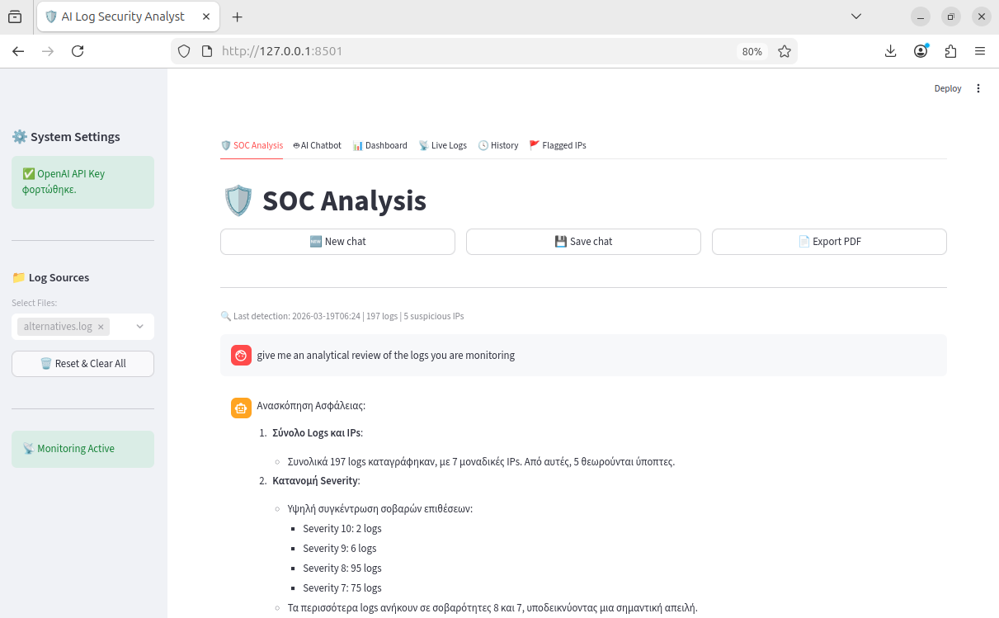 AI Log Security Analyst
http://127.0.0.1:8501
80%
Deploy
System Settings
OpenAI API Key
φορτώθηκε.
Log Sources
Select Files:
alternatives.log
Reset & Clear All
Monitoring Active
SOC Analysis
AI Chatbot
Dashboard
Live Logs
History
Flagged IPs
SOC Analysis
New chat
Save chat
Export PDF
Last detection: 2026-03-19T06:24 | 197 logs | 5 suspicious IPs
give me an analytical review of the logs you are monitoring
Ανασκόπηση Ασφάλειας:
1. Σύνολο Logs και IPs:
Συνολικά 197 logs καταγράφηκαν, με 7 μοναδικές IPs. Από αυτές, 5 θεωρούνται ύποπτες.
2. Κατανομή Severity:
Υψηλή συγκέντρωση σοβαρών επιθέσεων:
Severity 10: 2 logs
Severity 9: 6 logs
Severity 8: 95 logs
Severity 7: 75 logs
Τα περισσότερα logs ανήκουν σε σοβαρότητες 8 και 7, υποδεικνύοντας μια σημαντική απειλή.